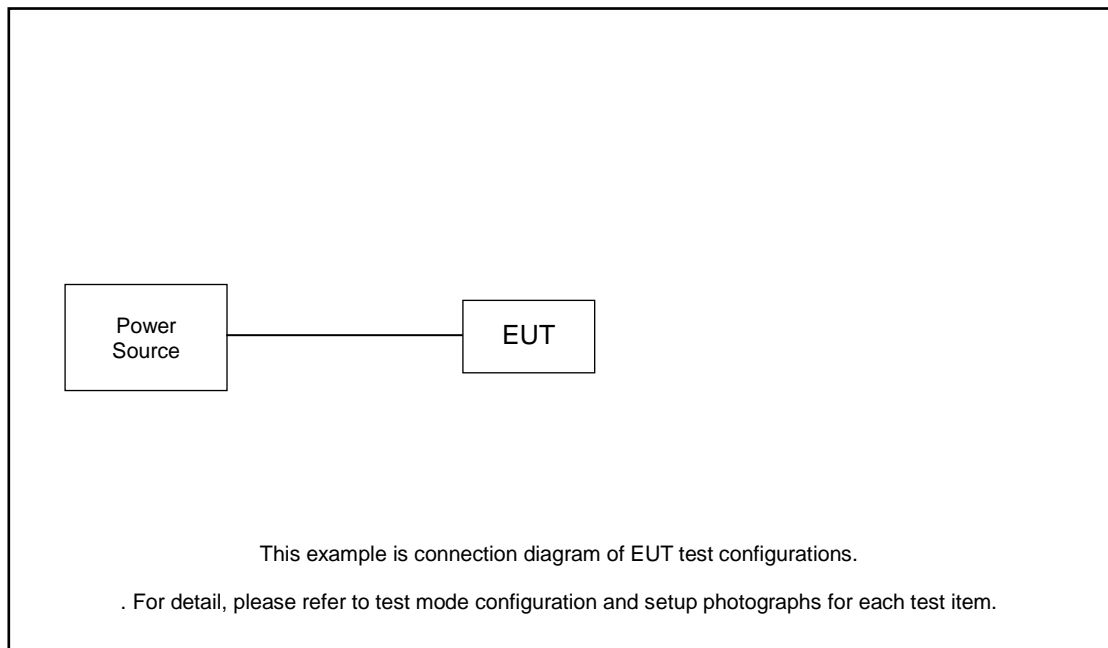 Power
Source
EUT
This example is connection diagram of EUT test configurations.
. For detail, please refer to test mode configuration and setup photographs for each test item.